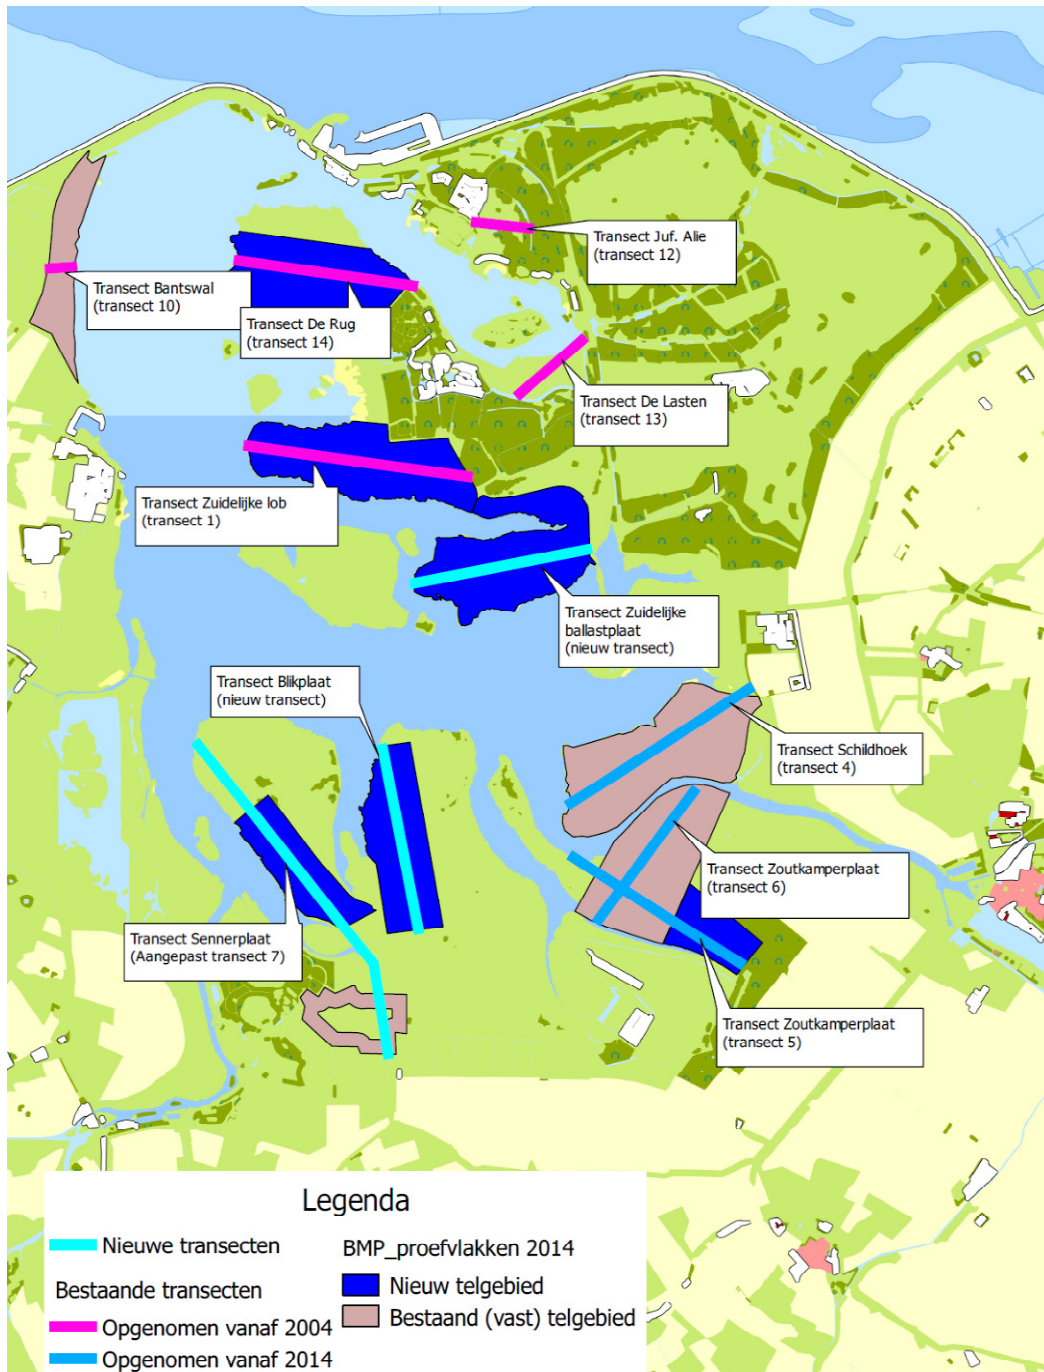 Transect Juf. Alie
(transect 12)
Transect Bantswal
(transect 10)
Transect De Rug
(transect 14)
Transect De Lasten
(transect 13)
Transect Zuidelijke lob
(transect 1)
Transect Zuidelijke
ballastplaat
(nieuw transect)
Transect Blikplaat
(nieuw transect)
Transect Schildhoek
(transect 4)
Transect Zoutkamperplaat
(transect 6)
Transect Sennerplaat
(Aangepast transect 7)
Transect Zoutkamperplaat
(transect 5)
Legenda
Nieuwe transecten
Bestaande transecten
Opgenomen vanaf 2004
Opgenomen vanaf 2014
BMP_proefvlakken 2014
Nieuw telgebied
Bestaand (vast) telgebied